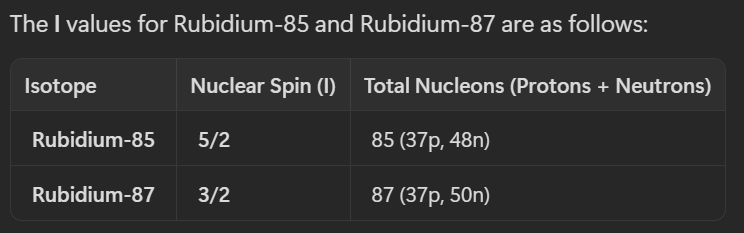 The I values for Rubidium-85 and Rubidium-87 are as follows:
Isotope Nuclear Spin (I) Total Nucleons (Protons + Neutrons)
Rubidium-85 5/2 85 (37p, 48n)
Rubidium-87 3/2 87 (37p, 50n)